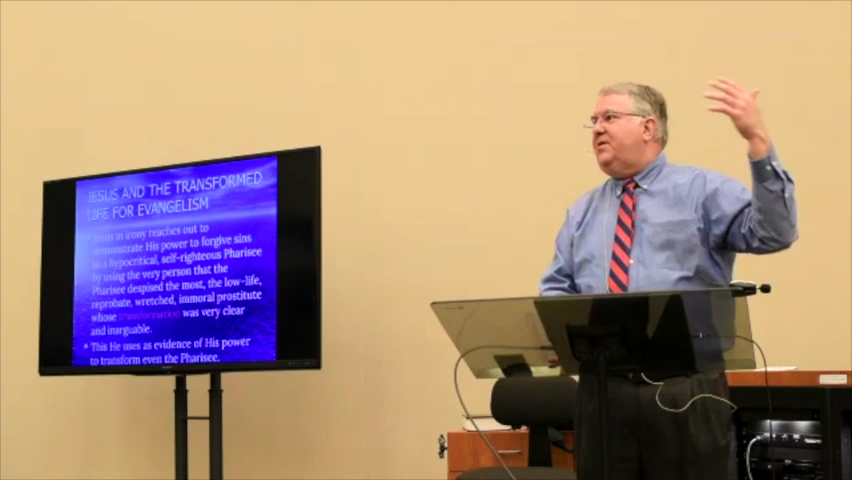 JESUS AND THE TRANSFORMED
LIFE FOR EVANGELISM
Jesus in irony reaches out to
demonstrate His power to forgive sins
to a hypocritical, self-righteous Pharisee
by using the very person that the
Pharisee despised the most, the low-life,
reprobate, wretched, immoral prostitute
whose transformation was very clear
and inarguable.
• This He uses as evidence of His power
to transform even the Pharisee.